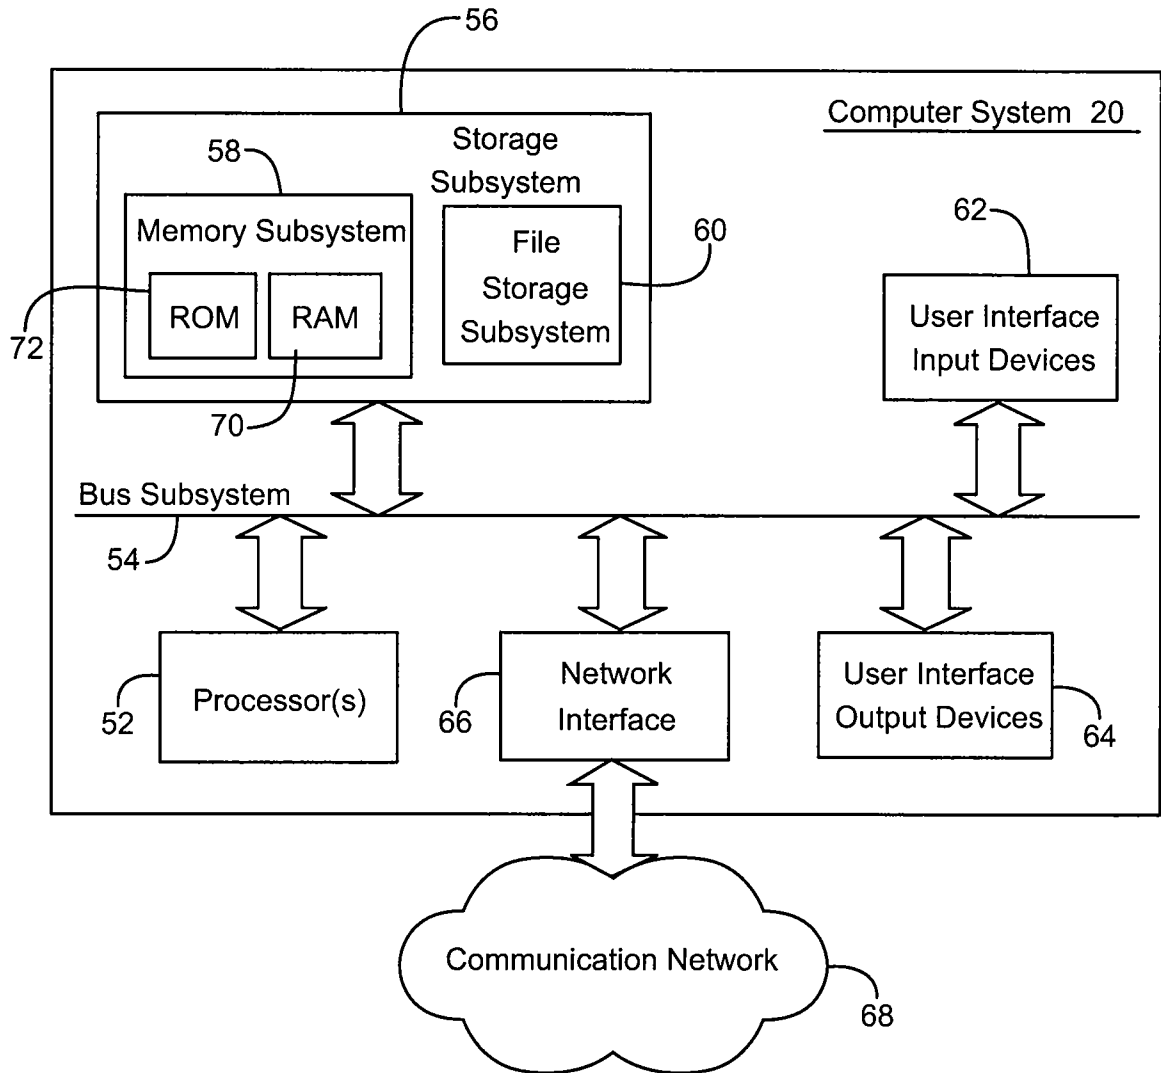 56
Computer System 20
Storage
Subsystem
58
Memory Subsystem
ROM
RAM
72
70
File
Storage
Subsystem
60
62
User Interface
Input Devices
Bus Subsystem
54
Processor(s)
52
Network
Interface
66
User Interface
Output Devices
64
Communication Network
68